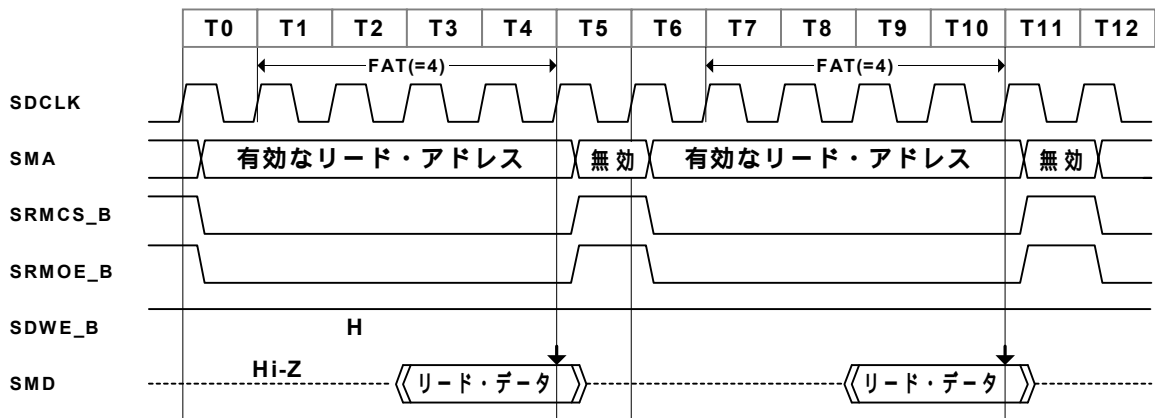 T0 T1 T2 T3 T4 T5 T6 T7 T8 T9 T10 T11 T12
FAT(=4) FAT(=4)
SDCLK
SMA 有効なリード・アドレス 無効 有効なリード・アドレス 無効
SRMCS_B
SRMOE_B
SDWE_B H
SMD Hi-Z リード・データ リード・データ